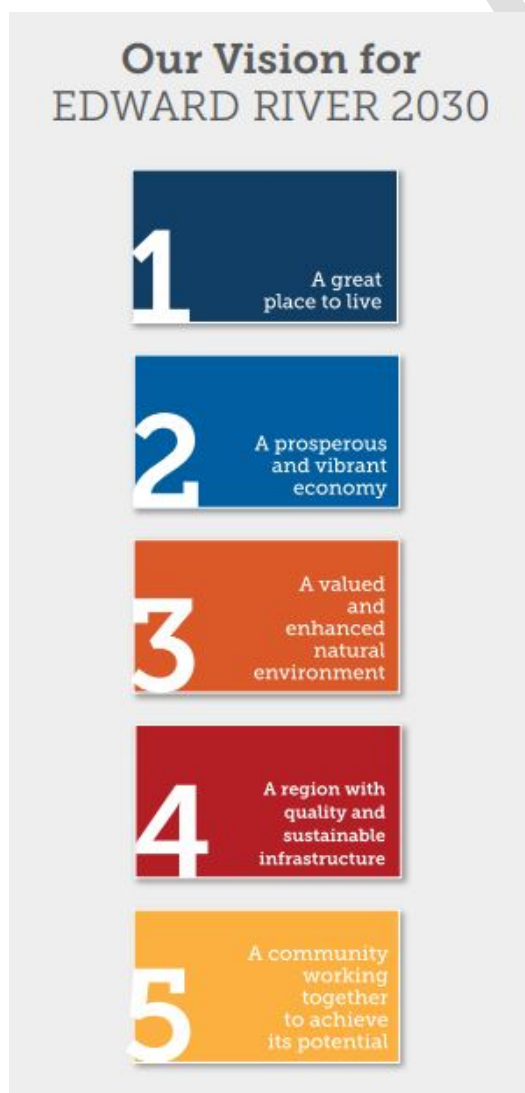 Our Vision for
EDWARD RIVER 2030
1
A great
place to live
2
A prosperous
and vibrant
economy
3
A valued
and
enhanced
natural
environment
4
A region with
quality and
sustainable
infrastructure
5
A community
working
together
to achieve
its potential